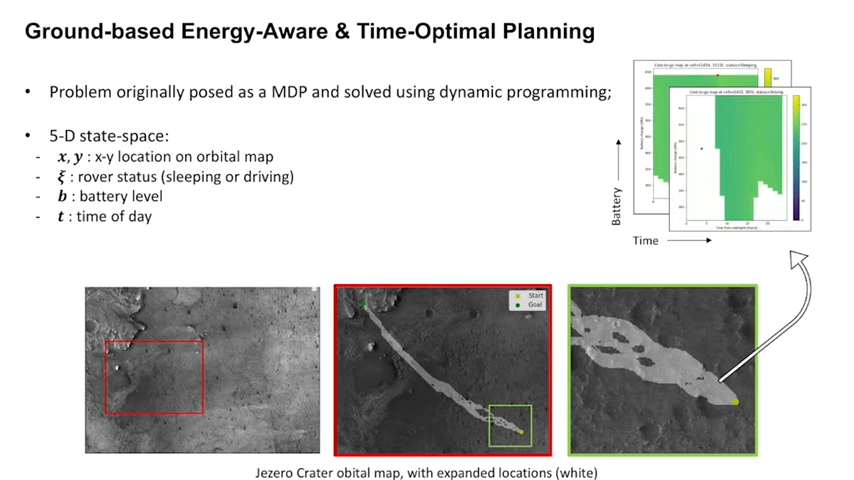 Ground-based Energy-Aware & Time-Optimal Planning
• Problem originally posed as a MDP and solved using dynamic programming;
• 5-D state-space:
- x, y : x-y location on orbital map
- ξ : rover status (sleeping or driving)
- b : battery level
- t : time of day
Battery
Time
Start
Goal
Jezero Crater obital map, with expanded locations (white)